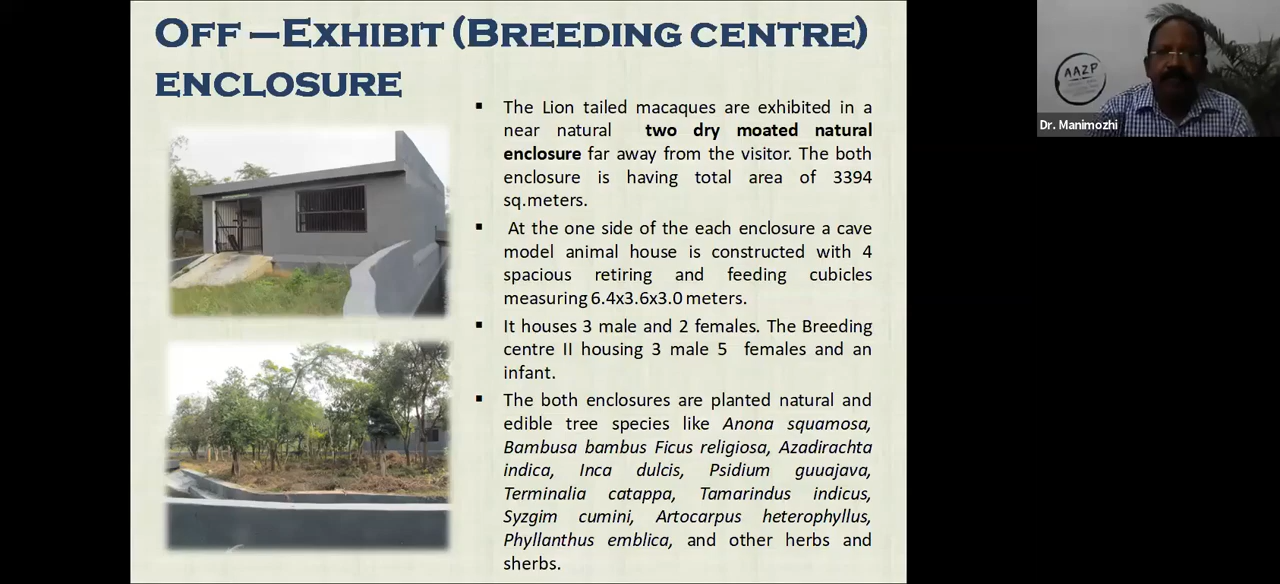 OFF –EXHIBIT (BREEDING CENTRE)
ENCLOSURE
▪ The Lion tailed macaques are exhibited in a
near natural two dry moated natural
enclosure far away from the visitor. The both
enclosure is having total area of 3394
sq.meters.
▪ At the one side of the each enclosure a cave
model animal house is constructed with 4
spacious retiring and feeding cubicles
measuring 6.4x3.6x3.0 meters.
▪ It houses 3 male and 2 females. The Breeding
centre II housing 3 male 5 females and an
infant.
▪ The both enclosures are planted natural and
edible tree species like Anona squamosa,
Bambusa bambus Ficus religiosa, Azadirachta
indica, Inca dulcis, Psidium guuajava,
Terminalia catappa, Tamarindus indicus,
Syzgim cumini, Artocarpus heterophyllus,
Phyllanthus emblica, and other herbs and
sherbs.
AAZP
Dr. Manimozhi